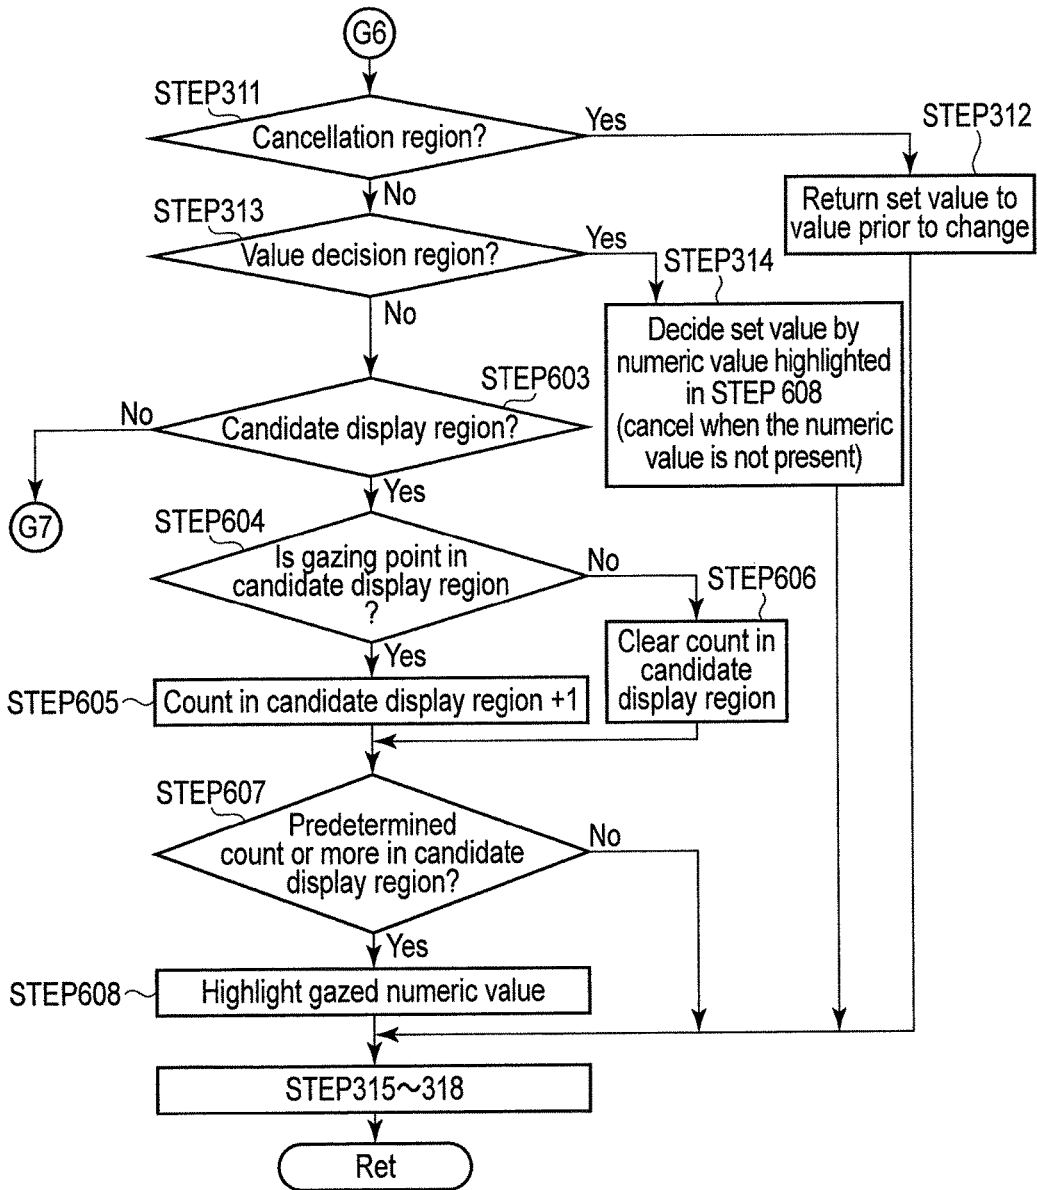 G6
STEP311
Cancellation region?
Yes
STEP312
Return set value to
value prior to change
No
STEP313
Value decision region?
Yes
STEP314
Decide set value by
numeric value highlighted
in STEP 608
(cancel when the numeric
value is not present)
No
STEP603
Candidate display region?
No
G7
Yes
STEP604
Is gazing point in
candidate display region
?
No
STEP606
Clear count in
candidate
display region
Yes
STEP605
Count in candidate display region +1
STEP607
Predetermined
count or more in candidate
display region?
No
Yes
STEP608
Highlight gazed numeric value
STEP315～318
Ret